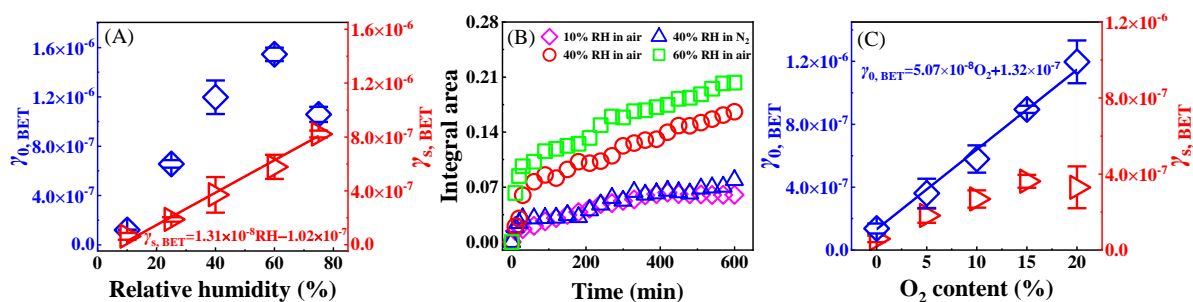 (A)
γ0, BET
1.6×10-6
1.2×10-6
8.0×10-7
4.0×10-7
0.0
γs, BET=1.31×10-8RH−1.02×10-7
0 20 40 60 80
Relative humidity (%)
1.6×10-6
1.2×10-6
8.0×10-7
4.0×10-7
0.0
γs, BET
(B)
10% RH in air 40% RH in N2
40% RH in air 60% RH in air
Integral area
0.28
0.21
0.14
0.07
0.00
0 200 400 600
Time (min)
(C)
γ0, BET
1.2×10-6
8.0×10-7
4.0×10-7
0.0
γ0, BET=5.07×10-8O2+1.32×10-7
0 5 10 15 20
O2 content (%)
1.2×10-6
8.0×10-7
4.0×10-7
0.0
γs, BET